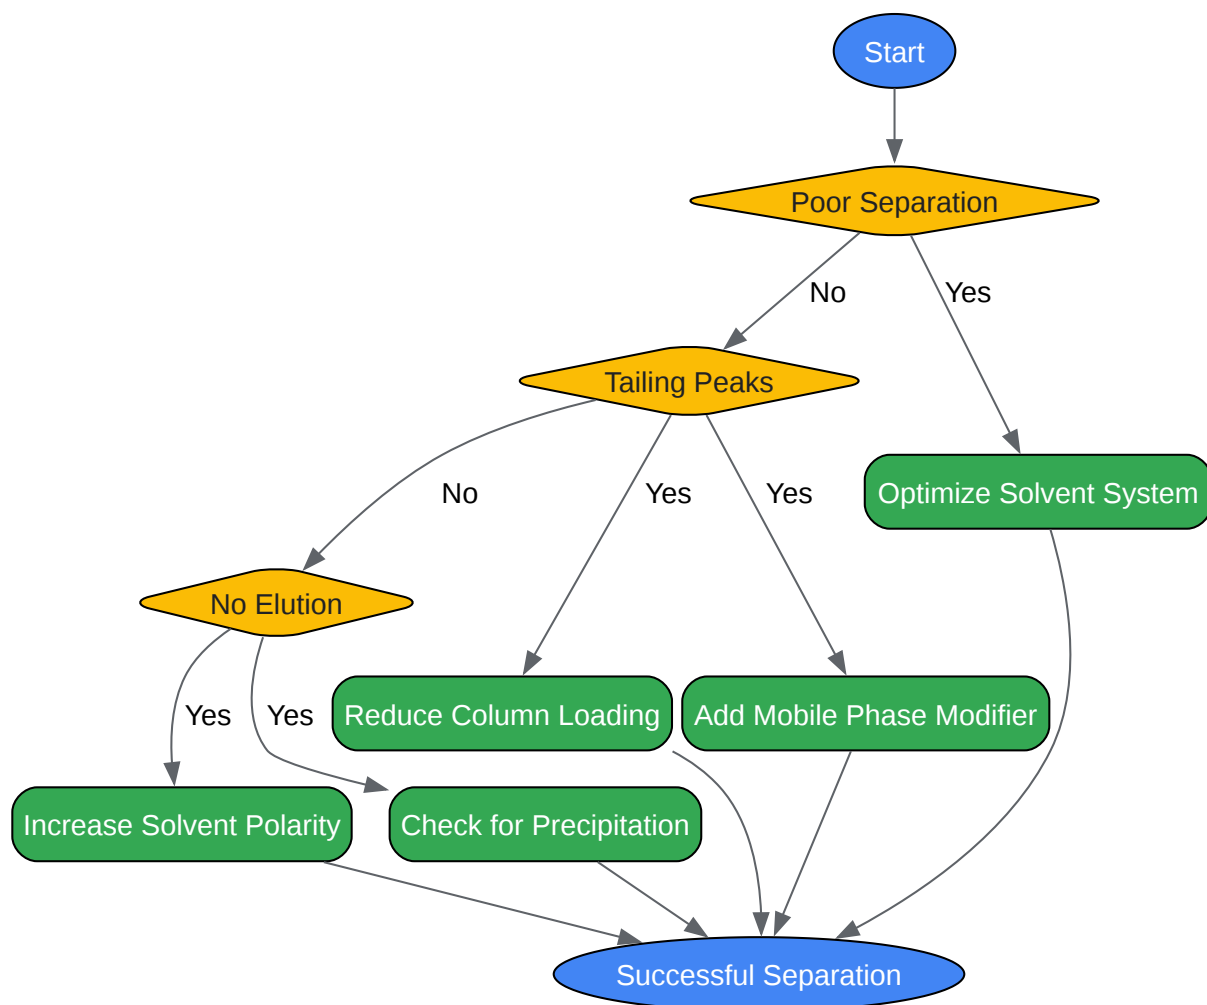 Start
Poor Separation
No
Yes
Tailing Peaks
No
Yes
Yes
Optimize Solvent System
No Elution
Yes
Yes
Reduce Column Loading
Add Mobile Phase Modifier
Increase Solvent Polarity
Check for Precipitation
Successful Separation